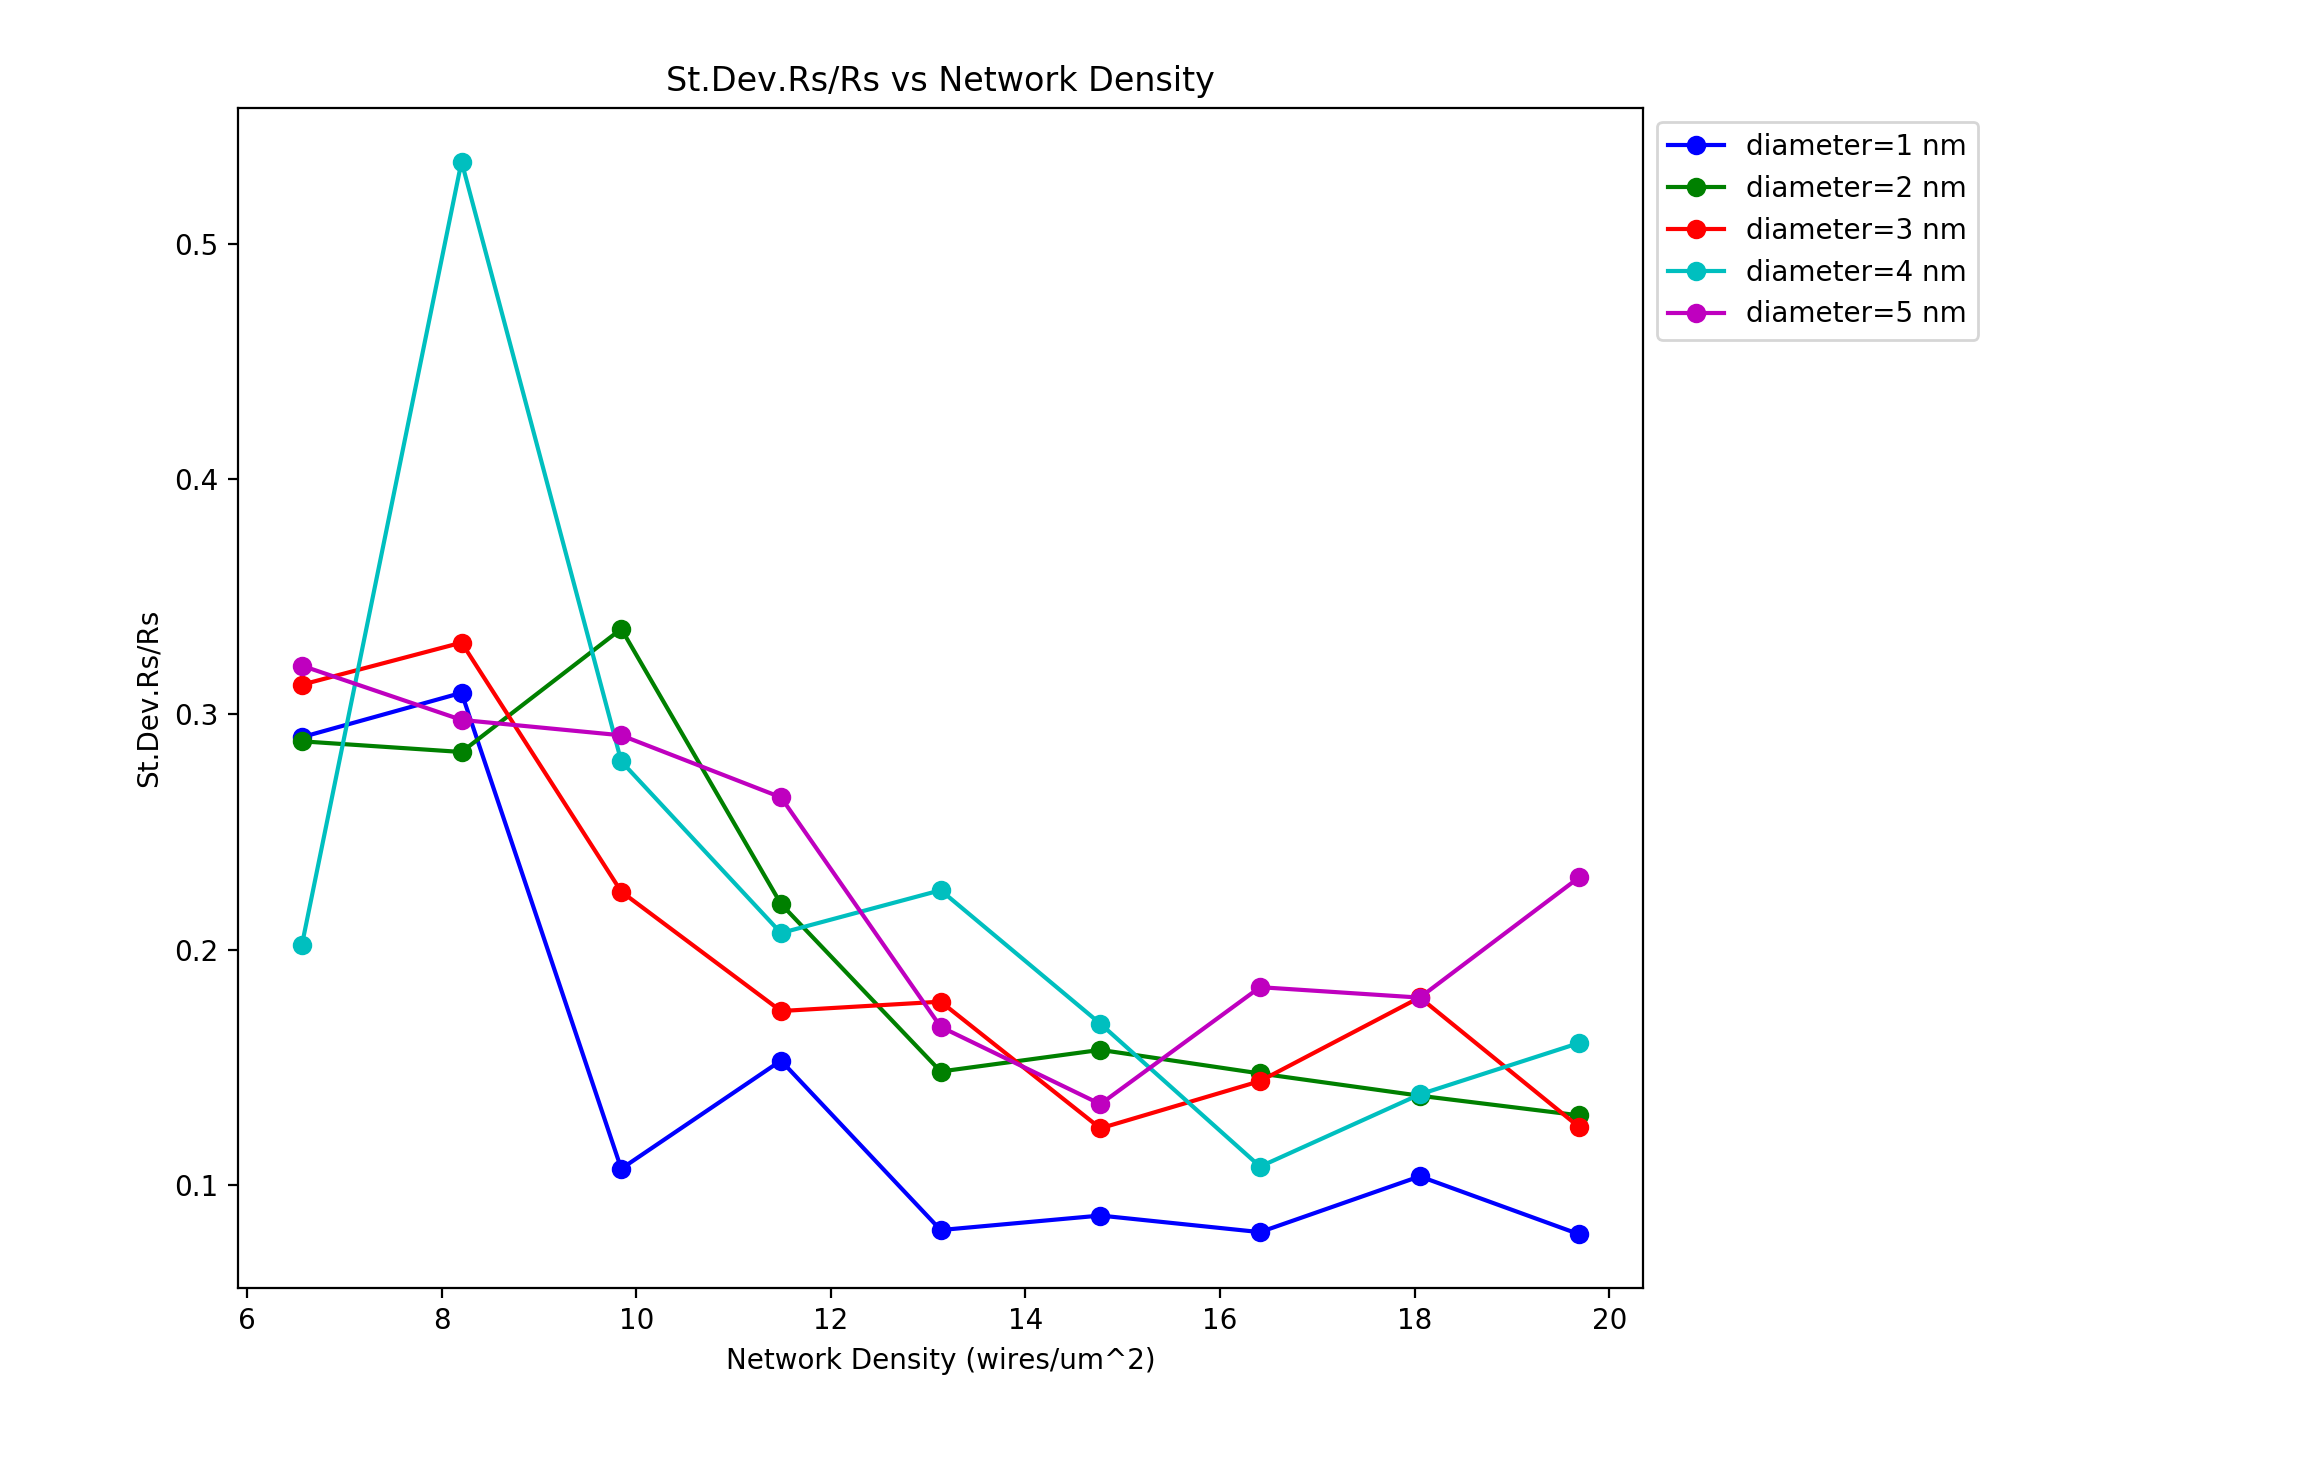 St.Dev.Rs/Rs vs Network Density
diameter=1 nm
diameter=2 nm
diameter=3 nm
diameter=4 nm
diameter=5 nm
0.5
0.4
0.3
0.2
0.1
St.Dev.Rs/Rs
6 8 10 12 14 16 18 20
Network Density (wires/um^2)